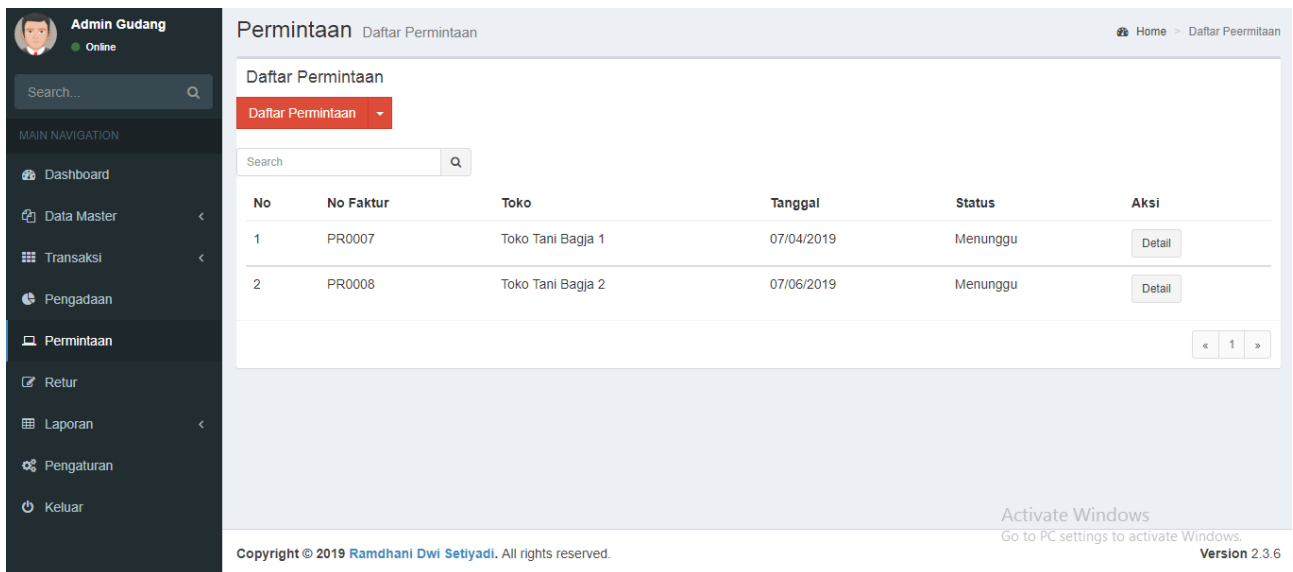 Admin Gudang
Online
Search...
MAIN NAVIGATION
Dashboard
Data Master
Transaksi
Pengadaan
Permintaan
Retur
Laporan
Pengaturan
Keluar
Permintaan Daftar Permintaan
Home > Daftar Peermitaan
Daftar Permintaan
Daftar Permintaan
Search
No No Faktur Toko Tanggal Status Aksi
1 PR0007 Toko Tani Bagja 1 07/04/2019 Menunggu Detail
2 PR0008 Toko Tani Bagja 2 07/06/2019 Menunggu Detail
« 1 »
Activate Windows
Go to PC settings to activate Windows.
Copyright © 2019 Ramdhani Dwi Setiyadi. All rights reserved.
Version 2.3.6